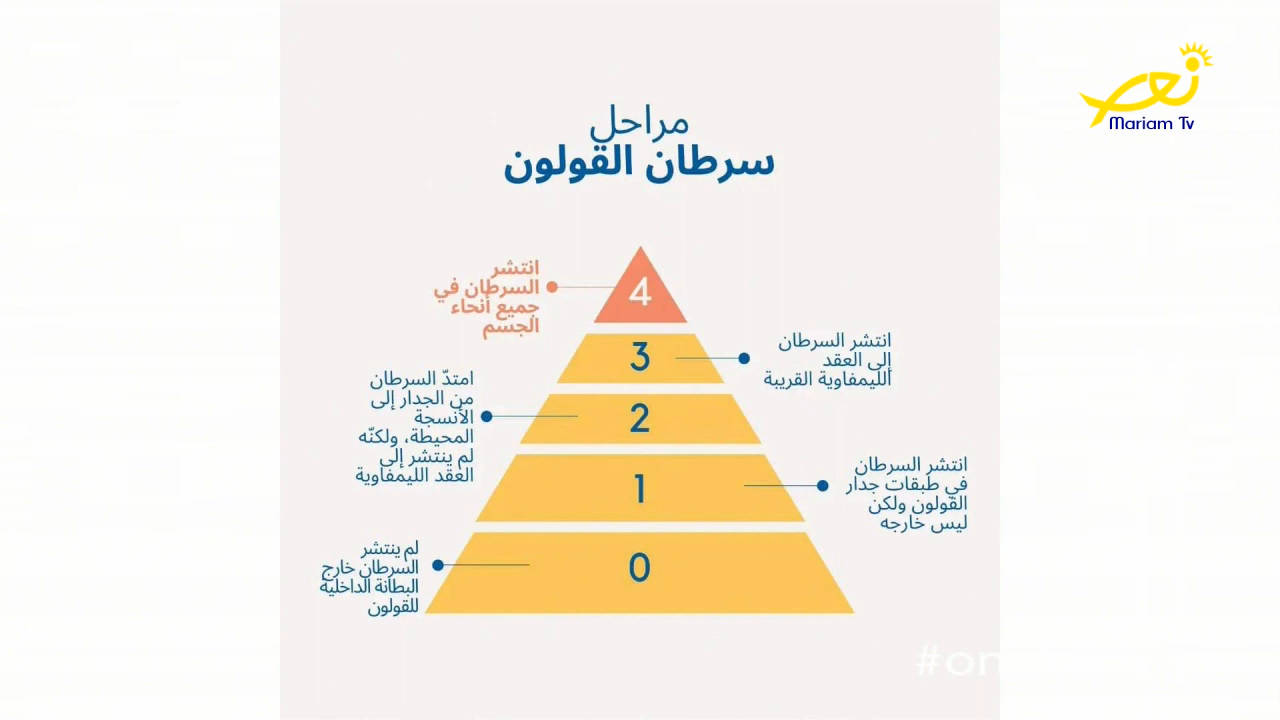 نعم
Mariam Tv
مراحل
سرطان القولون
4
انتشر
السرطان في
جميع أنحاء
الجسم
3
انتشر السرطان
إلى العقد
الليمفاوية القريبة
2
امتدّ السرطان
من الجدار إلى
الأنسجة
المحيطة، ولكنّه
لم ينتشر إلى
العقد الليمفاوية
1
انتشر السرطان
في طبقات جدار
القولون ولكن
ليس خارجه
0
لم ينتشر
السرطان خارج
البطانة الداخلية
للقولون